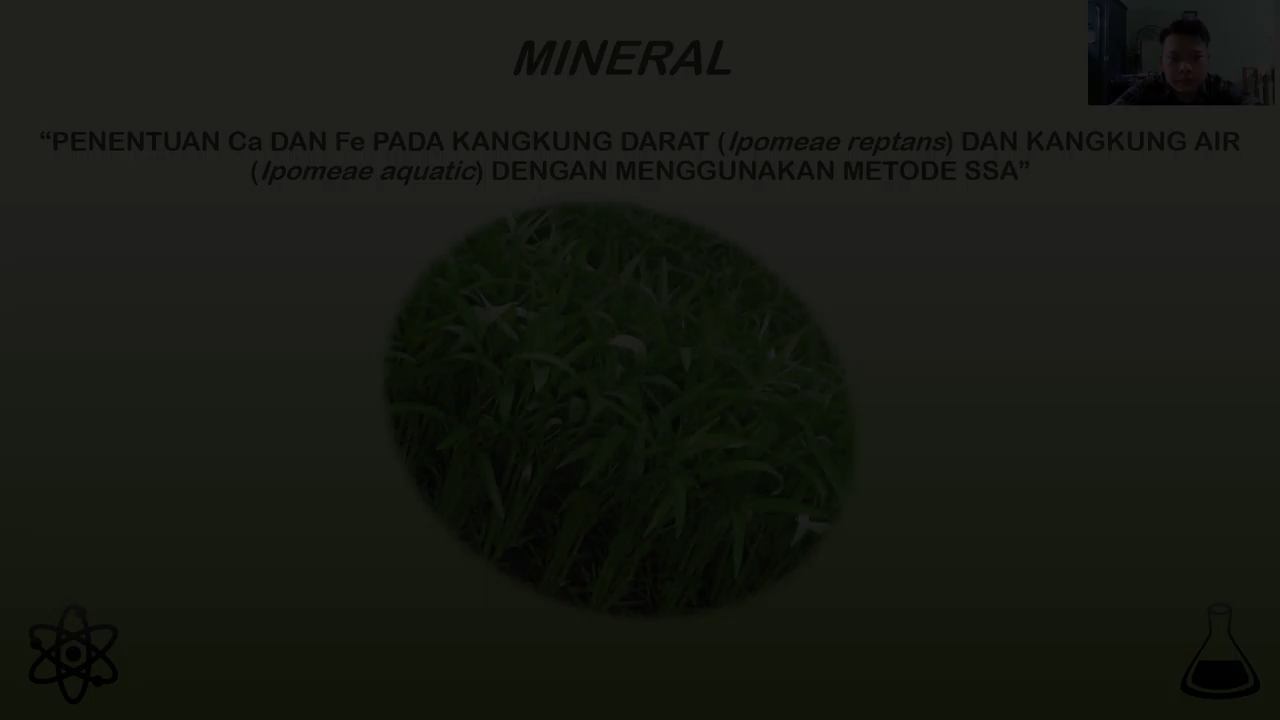 MINERAL
“PENENTUAN Ca DAN Fe PADA KANGKUNG DARAT (Ipomeae reptans) DAN KANGKUNG AIR
(Ipomeae aquatic) DENGAN MENGGUNAKAN METODE SSA”